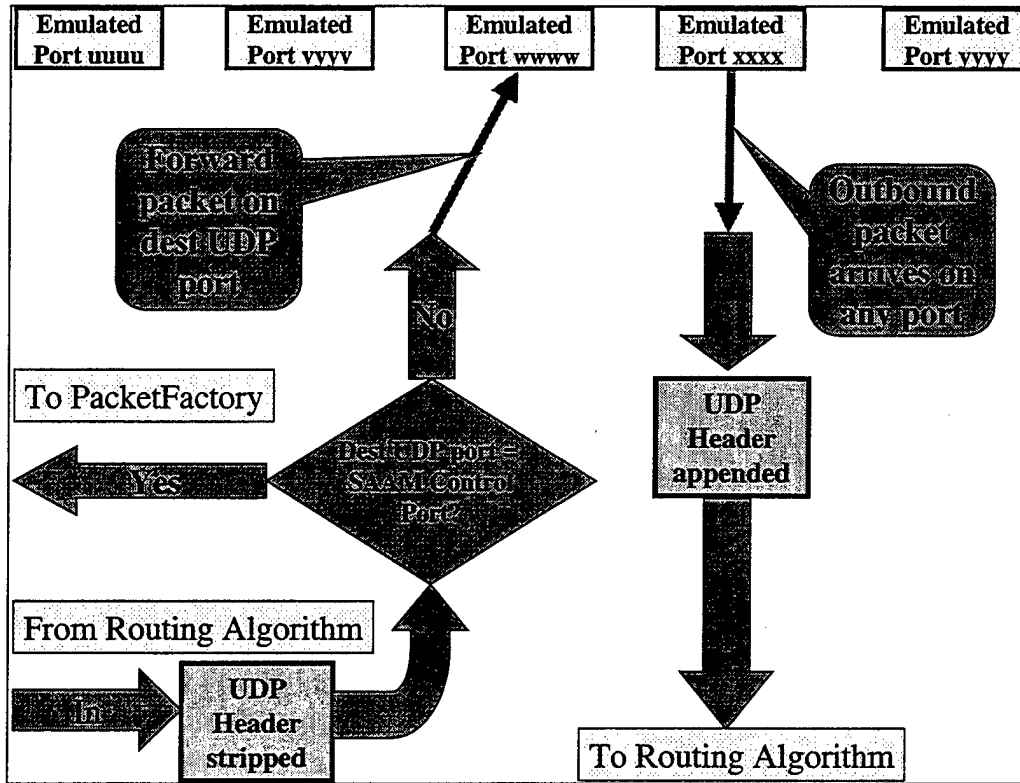 Emulated
Port uuuu
Emulated
Port vyyv
Emulated
Port wwww
Emulated
Port xxxx
Emulated
Port yyyy
Forward
packet on
dest UDP
port
Outbound
packet
arrives on
any port
No
To PacketFactory
UDP
Header
appended
Dest UDP port =
SAAM Control
Port?
Yes
From Routing Algorithm
In
UDP
Header
stripped
To Routing Algorithm